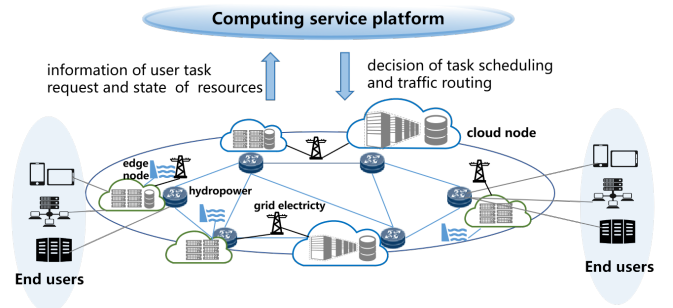 Computing service platform
information of user task
request and state of resources
decision of task scheduling
and traffic routing
cloud node
edge
node
hydropower
grid electricty
End users
End users